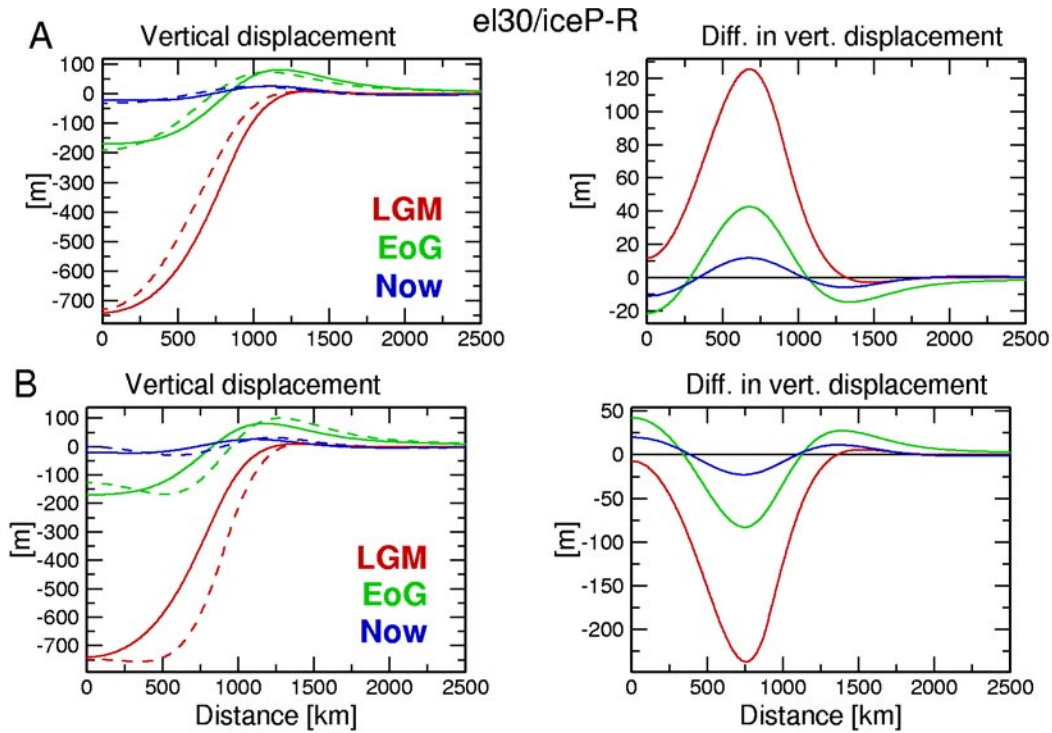 el30/iceP-R
A
Vertical displacement
Diff. in vert. displacement
100
0
-100
-200
-300
-400
-500
-600
-700
[m]
LGM
EoG
Now
0 500 1000 1500 2000 2500
120
100
80
60
40
20
0
-20
[m]
0 500 1000 1500 2000 2500
B
Vertical displacement
Diff. in vert. displacement
100
0
-100
-200
-300
-400
-500
-600
-700
[m]
LGM
EoG
Now
0 500 1000 1500 2000 2500
Distance [km]
50
0
-50
-100
-150
-200
[m]
0 500 1000 1500 2000 2500
Distance [km]